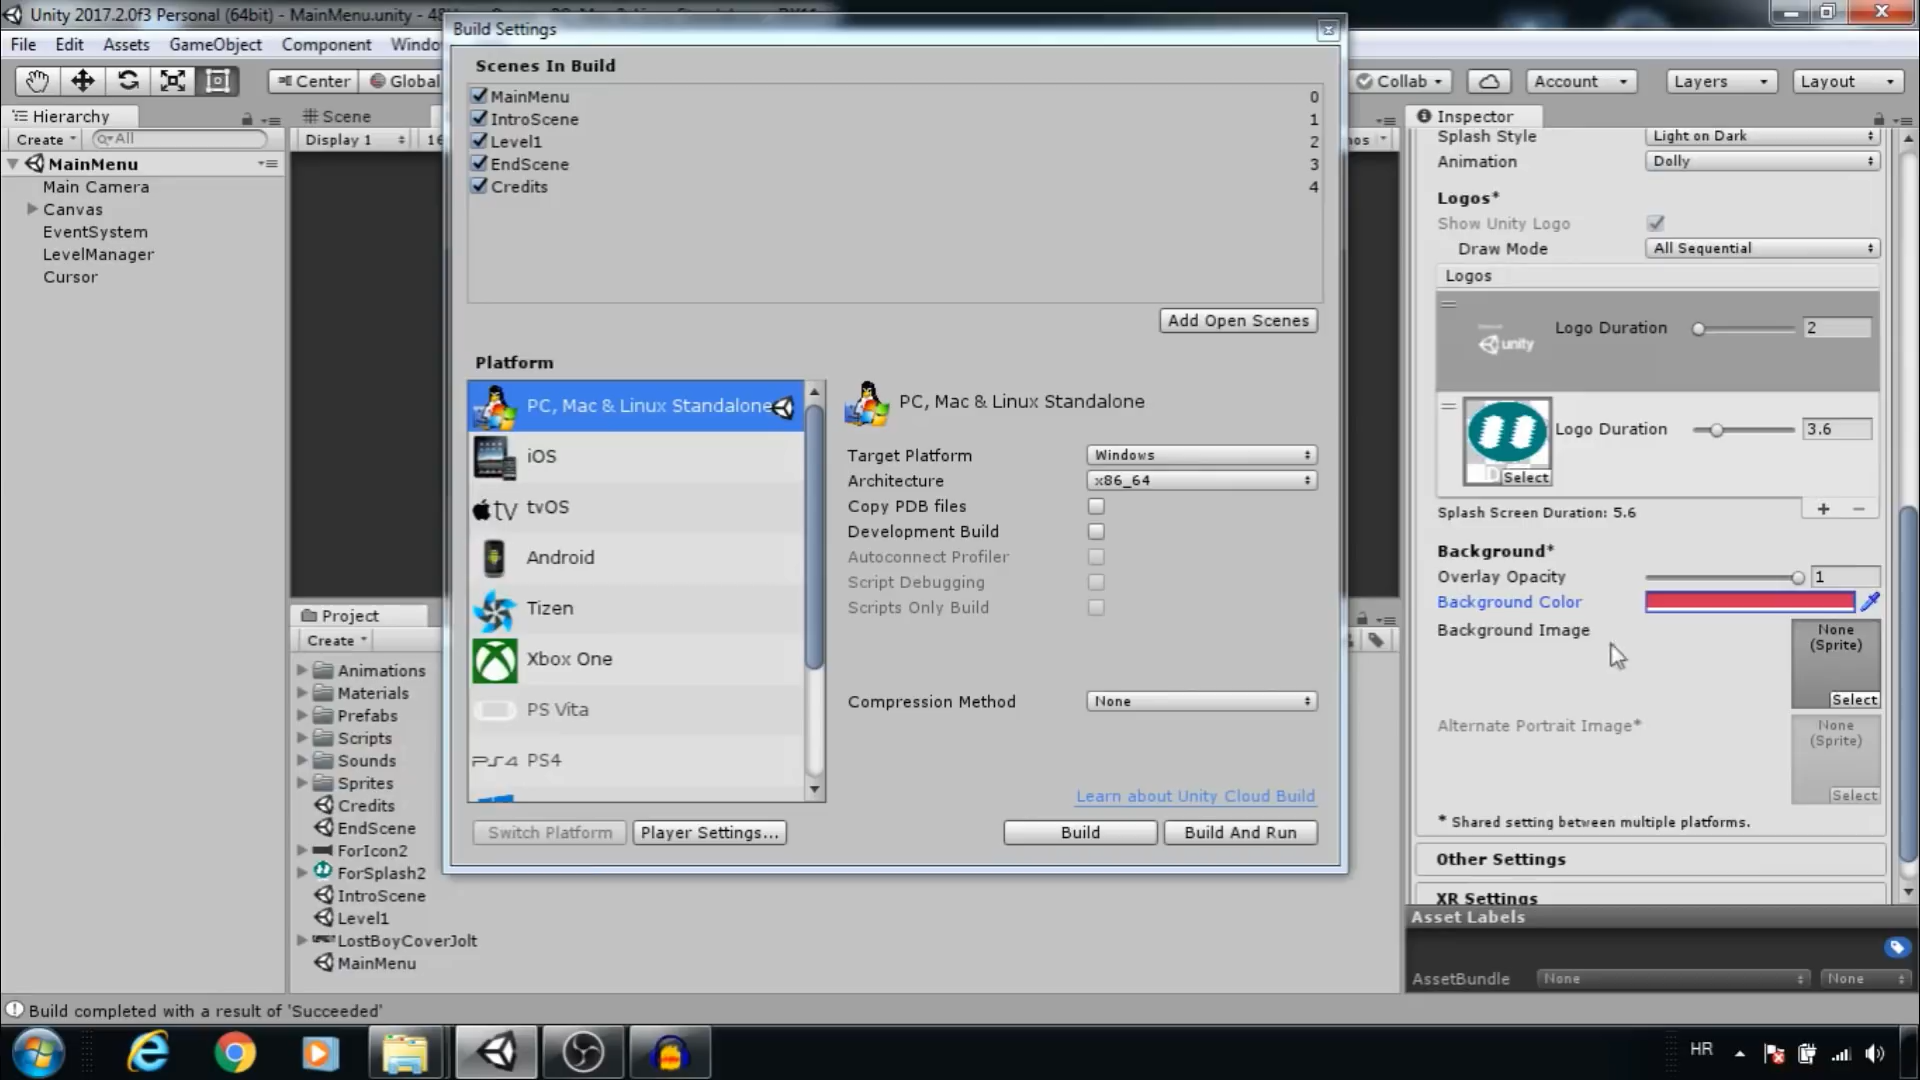 Unity 2017.2.0f3 Personal (64bit) - MainMenu.unity -
File Edit Assets GameObject Component Windo
Center Global
Collab Account Layers Layout
Hierarchy
Create All
MainMenu
Main Camera
Canvas
EventSystem
LevelManager
Cursor
Scene
Display 1 16
Build Settings
Scenes In Build
MainMenu 0
IntroScene 1
Level1 2
EndScene 3
Credits 4
Add Open Scenes
Platform
PC, Mac & Linux Standalone
iOS
tv tvOS
Android
Tizen
Xbox One
PS Vita
PS4 PS4
PC, Mac & Linux Standalone
Target Platform Windows
Architecture x86_64
Copy PDB files
Development Build
Autoconnect Profiler
Script Debugging
Scripts Only Build
Compression Method None
Learn about Unity Cloud Build
Switch Platform Player Settings... Build Build And Run
Project
Create
Animations
Materials
Prefabs
Scripts
Sounds
Sprites
Credits
EndScene
ForIcon2
ForSplash2
IntroScene
Level1
LostBoyCoverJolt
MainMenu
Inspector
Splash Style Light on Dark
Animation Dolly
Logos*
Show Unity Logo
Draw Mode All Sequential
Logos
unity Logo Duration 2
Logo Duration 3.6
Select
Splash Screen Duration: 5.6 + −
Background*
Overlay Opacity 1
Background Color
Background Image None
(Sprite)
Select
Alternate Portrait Image* None
(Sprite)
Select
* Shared setting between multiple platforms.
Other Settings
XR Settings
Asset Labels
AssetBundle None None
Build completed with a result of 'Succeeded'
HR